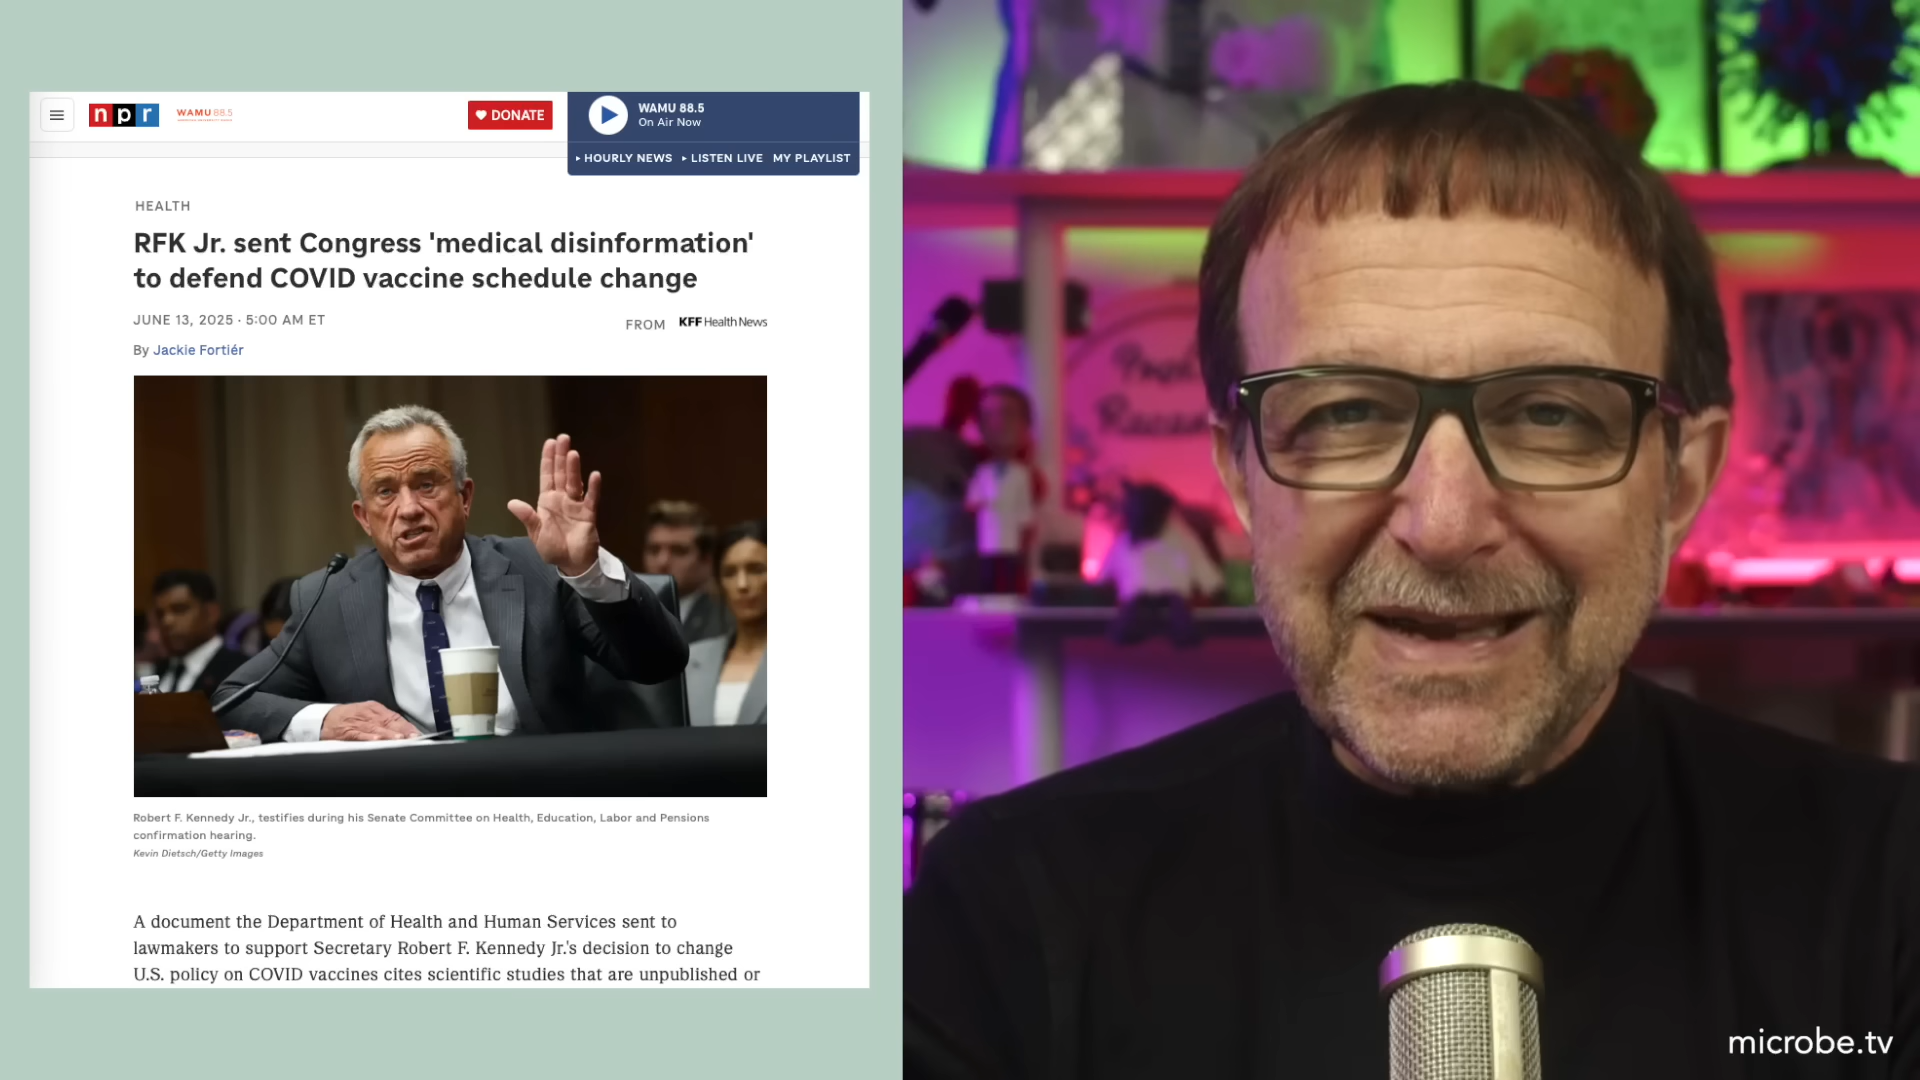 npr
WAMU 88.5
DONATE
WAMU 88.5
On Air Now
HOURLY NEWS
LISTEN LIVE
MY PLAYLIST
HEALTH
RFK Jr. sent Congress 'medical disinformation'
to defend COVID vaccine schedule change
JUNE 13, 2025 · 5:00 AM ET
FROM KFF Health News
By Jackie Fortiér
Robert F. Kennedy Jr., testifies during his Senate Committee on Health, Education, Labor and Pensions
confirmation hearing.
Kevin Dietsch/Getty Images
A document the Department of Health and Human Services sent to
lawmakers to support Secretary Robert F. Kennedy Jr.'s decision to change
U.S. policy on COVID vaccines cites scientific studies that are unpublished or
microbe.tv